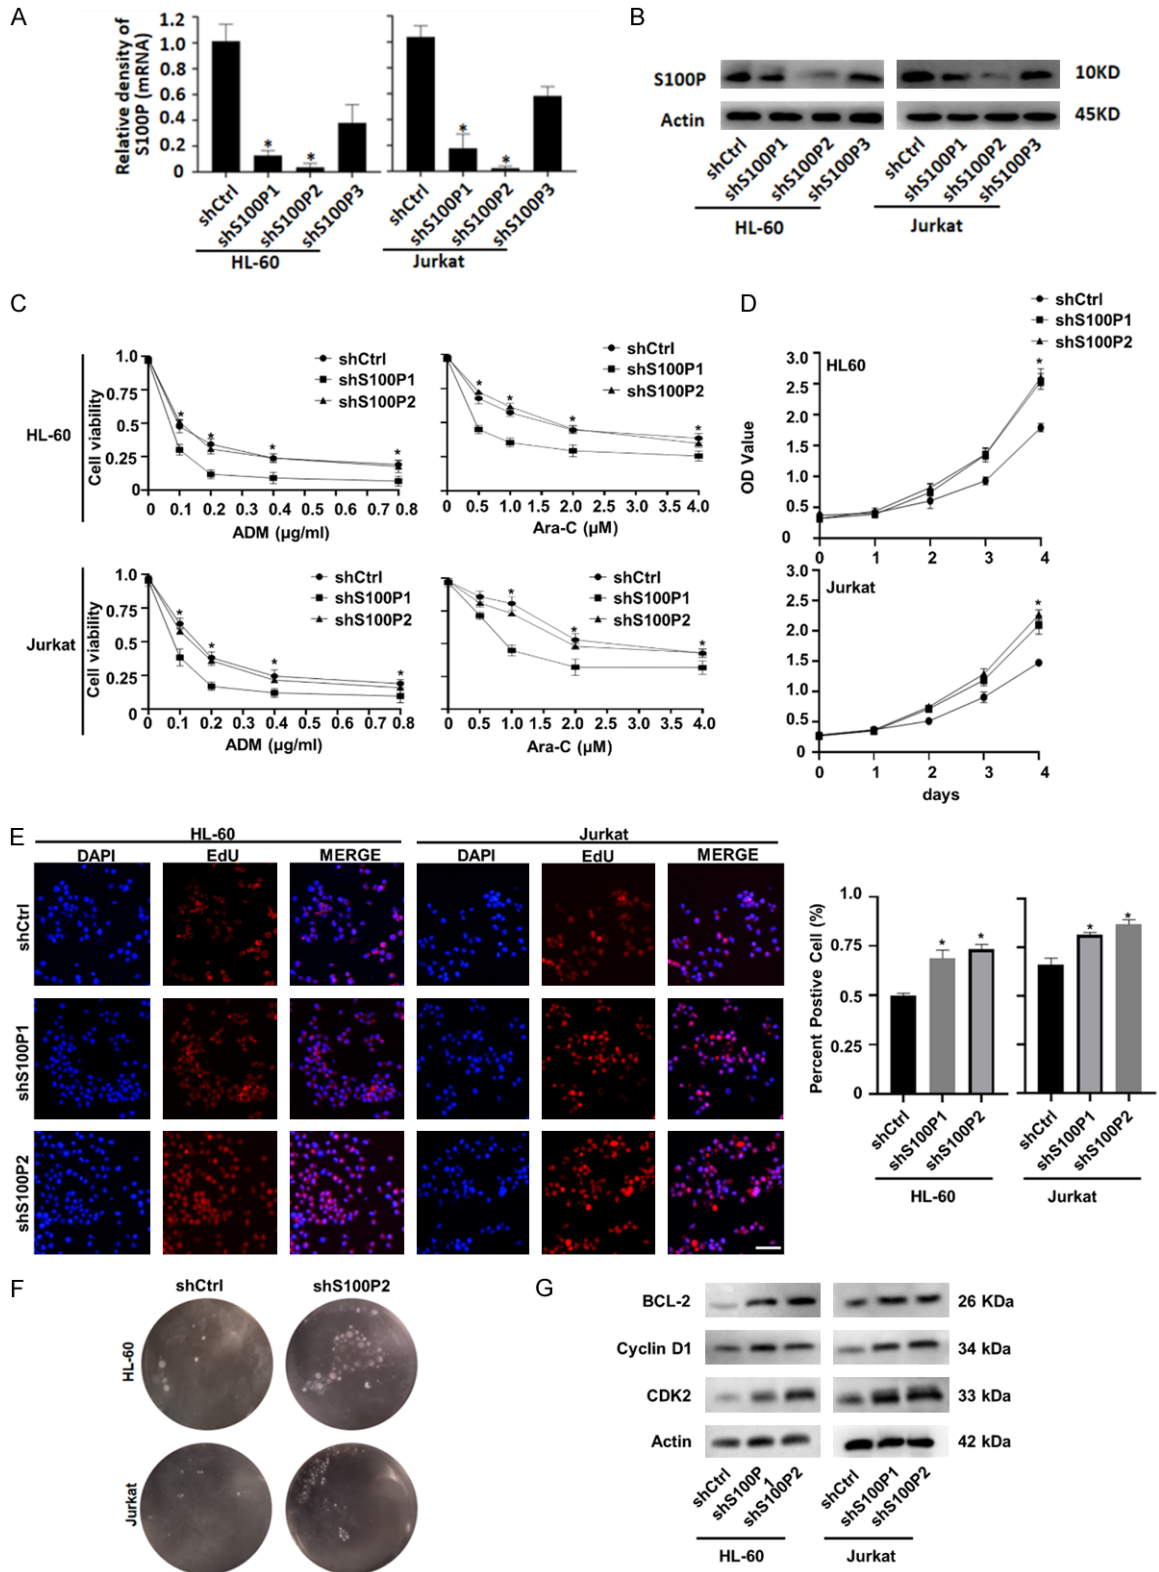 A
Relative density of
S100P (mRNA)
1.2
1.0
0.8
0.6
0.4
0.2
0
*
*
*
*
shCtrl
shS100P1
shS100P2
shS100P3
shCtrl
shS100P1
shS100P2
shS100P3
HL-60
Jurkat
B
S100P
10KD
Actin
45KD
shCtrl
shS100P1
shS100P2
shS100P3
shCtrl
shS100P1
shS100P2
shS100P3
HL-60
Jurkat
C
HL-60
Cell viability
1.0
0.75
0.5
0.25
0
shCtrl
shS100P1
shS100P2
* * * *
0 0.1 0.2 0.3 0.4 0.5 0.6 0.7 0.8
ADM (µg/ml)
shCtrl
shS100P1
shS100P2
* * * *
0 0.5 1.0 2.0 3.0 4.0
Ara-C (µM)
Jurkat
Cell viability
1.0
0.75
0.5
0.25
0
shCtrl
shS100P1
shS100P2
* * * *
0 0.1 0.2 0.3 0.4 0.5 0.6 0.7 0.8
ADM (µg/ml)
shCtrl
shS100P1
shS100P2
* * *
0 0.5 1.0 2.0 3.0 4.0
Ara-C (µM)
D
shCtrl
shS100P1
shS100P2
OD Value
HL60
3.0
2.5
2.0
1.5
1.0
0.5
0
*
0 1 2 3 4
Jurkat
3.0
2.5
2.0
1.5
1.0
0.5
0
*
0 1 2 3 4
days
E
HL-60 Jurkat
DAPI EdU MERGE DAPI EdU MERGE
shCtrl
shS100P1
shS100P2
Percent Postive Cell (%)
1.0
0.75
0.5
0.25
0
* *
* *
shCtrl
shS100P1
shS100P2
shCtrl
shS100P1
shS100P2
HL-60
Jurkat
F
shCtrl shS100P2
HL-60
Jurkat
G
BCL-2 26 KDa
Cyclin D1 34 kDa
CDK2 33 kDa
Actin 42 kDa
shCtrl
shS100P
1
shS100P2
shCtrl
shS100P1
shS100P2
HL-60
Jurkat